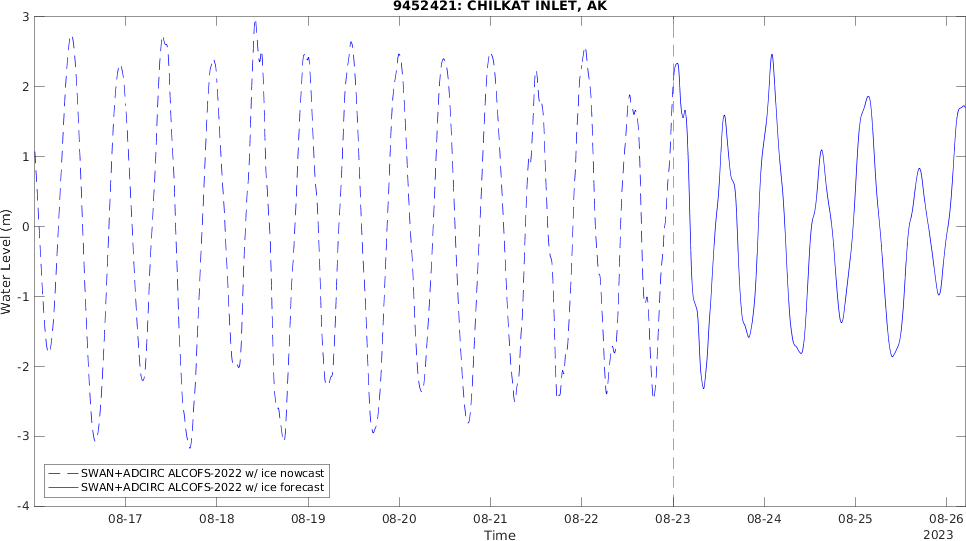 9452421: CHILKAT INLET, AK
3
2
1
0
-1
-2
-3
-4
Water Level (m)
SWAN+ADCIRC ALCOFS-2022 w/ ice nowcast
SWAN+ADCIRC ALCOFS-2022 w/ ice forecast
08-17 08-18 08-19 08-20 08-21 08-22 08-23 08-24 08-25 08-26
Time
2023